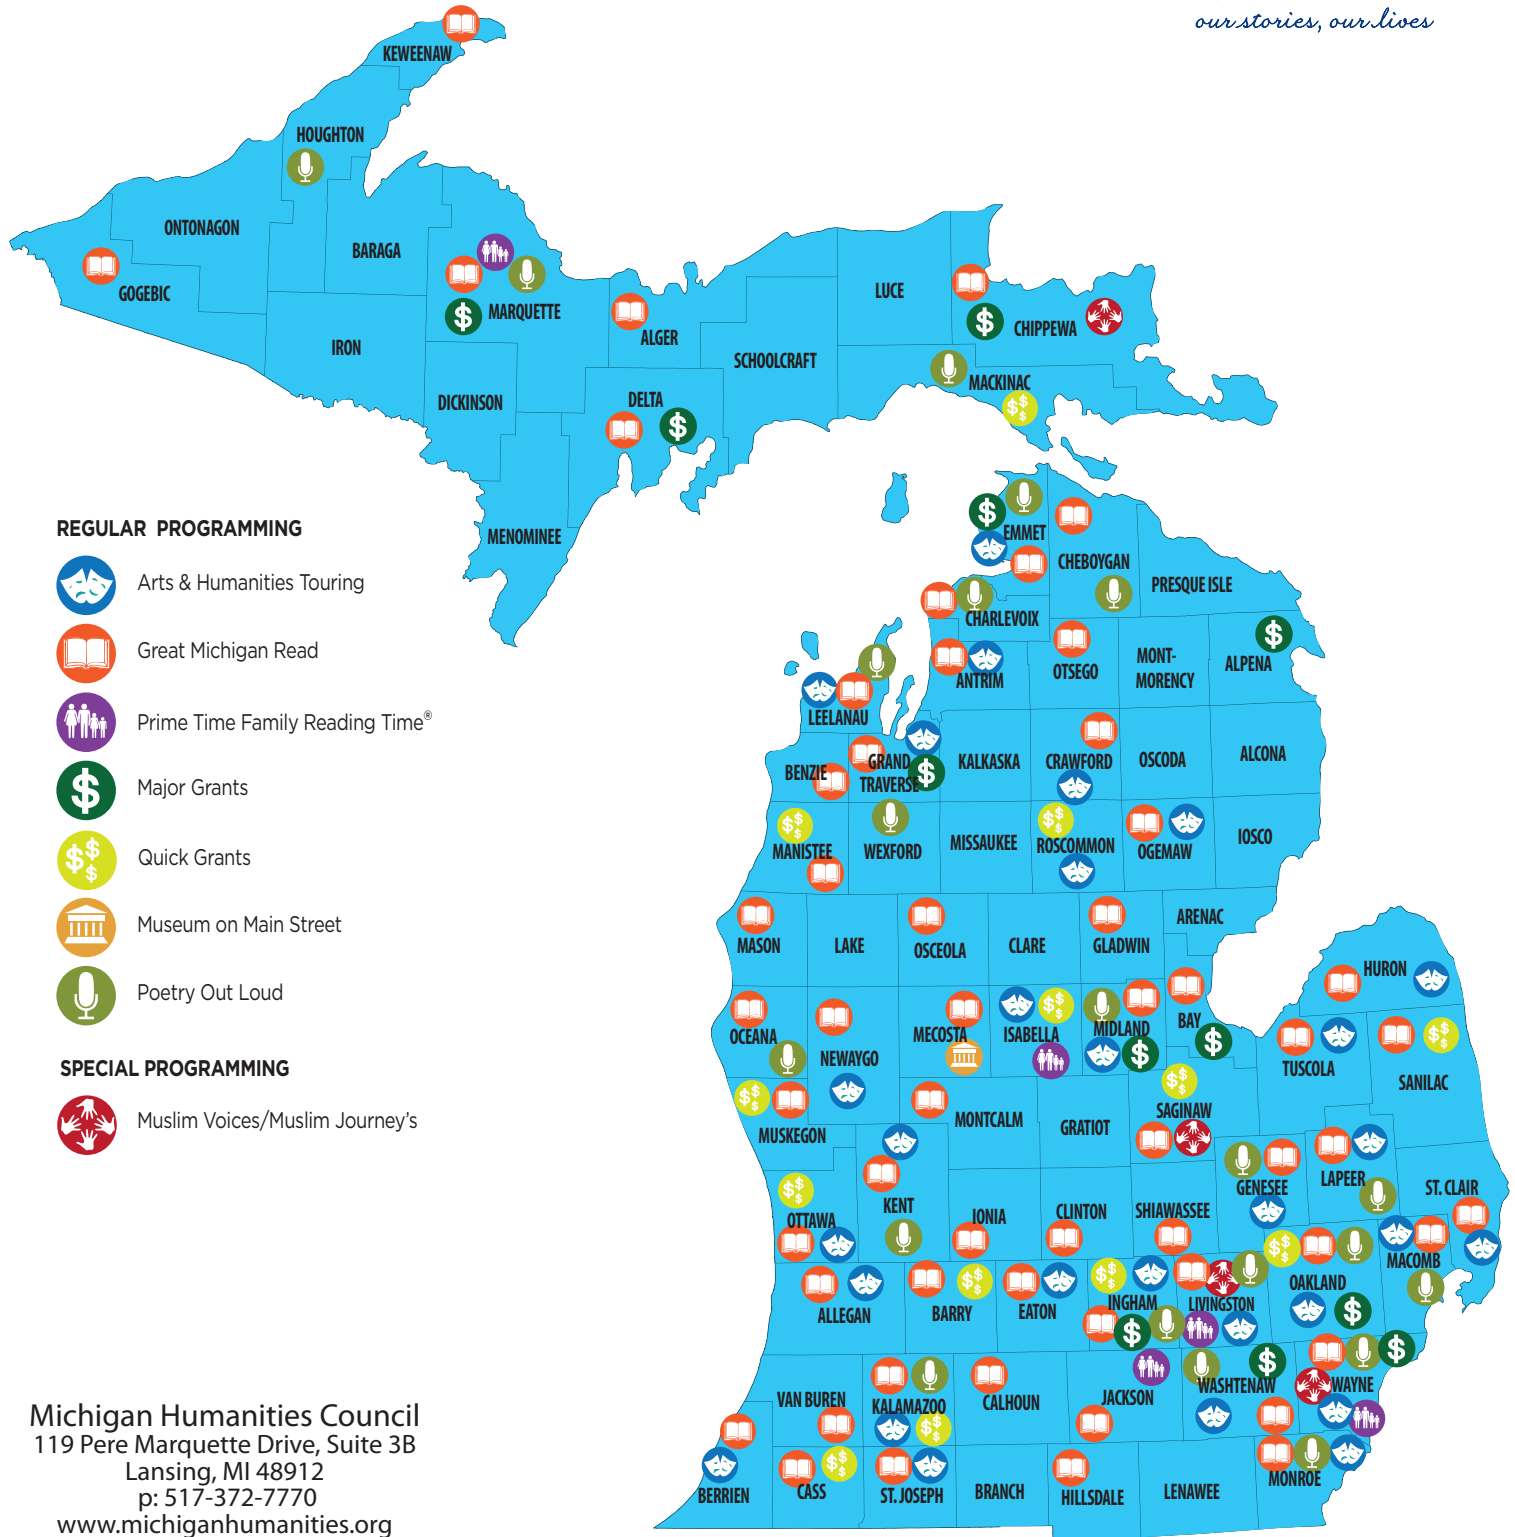 our stories, our lives
KEWEENAW
HOUGHTON
ONTONAGON
BARAGA
GOGEBIC
MARQUETTE
LUCE
CHIPPEWA
IRON
ALGER
SCHOOLCRAFT
MACKINAC
DICKINSON
DELTA
MENOMINEE
REGULAR PROGRAMMING
Arts & Humanities Touring
Great Michigan Read
Prime Time Family Reading Time®
Major Grants
Quick Grants
Museum on Main Street
Poetry Out Loud
SPECIAL PROGRAMMING
Muslim Voices/Muslim Journey's
EMMET
CHEBOYGAN
PRESQUE ISLE
CHARLEVOIX
ANTRIM
OTSEGO
MONT-
MORENCY
ALPENA
LEELANAU
BENZIE
GRAND
TRAVERSE
KALKASKA
CRAWFORD
OSCODA
ALCONA
MANISTEE
WEXFORD
MISSAUKEE
ROSCOMMON
OGEMAW
IOSCO
MASON
LAKE
OSCEOLA
CLARE
GLADWIN
ARENAC
HURON
OCEANA
NEWAYGO
MECOSTA
ISABELLA
MIDLAND
BAY
TUSCOLA
SANILAC
MUSKEGON
MONTCALM
GRATIOT
SAGINAW
GENESEE
LAPEER
ST. CLAIR
OTTAWA
KENT
IONIA
CLINTON
SHIAWASSEE
MACOMB
ALLEGAN
BARRY
EATON
INGHAM
LIVINGSTON
OAKLAND
VAN BUREN
KALAMAZOO
CALHOUN
JACKSON
WASHTENAW
WAYNE
BERRIEN
CASS
ST. JOSEPH
BRANCH
HILLSDALE
LENAWEE
MONROE
Michigan Humanities Council
119 Pere Marquette Drive, Suite 3B
Lansing, MI 48912
p: 517-372-7770
www.michiganhumanities.org